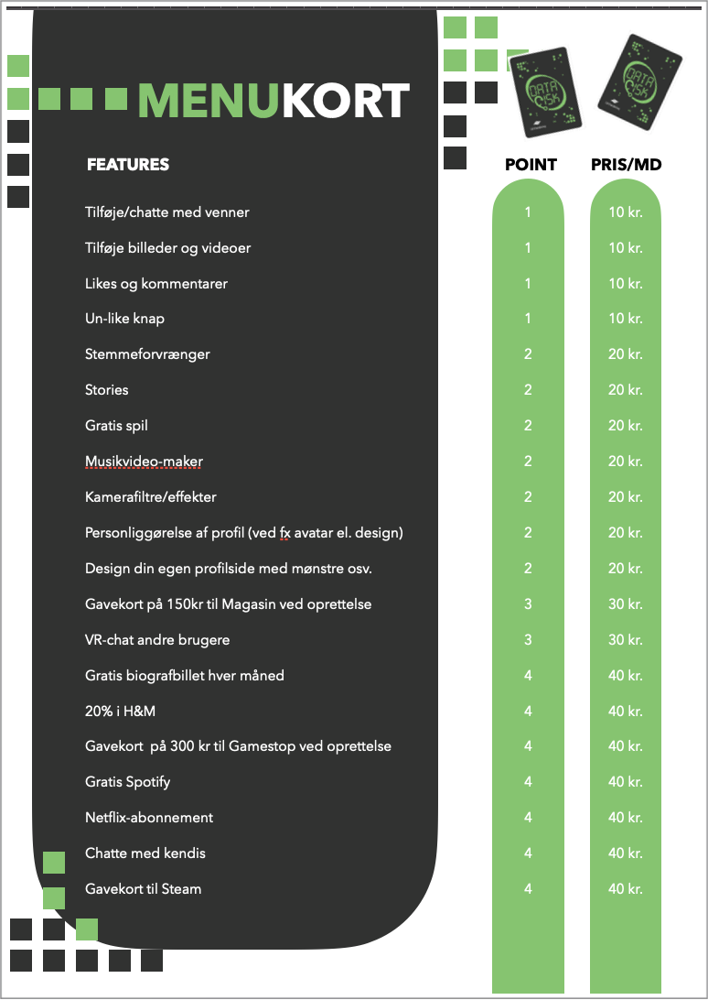 MENUKORT
DATA DISK
DATA DISK
FEATURES POINT PRIS/MD
Tilføje/chatte med venner 1 10 kr.
Tilføje billeder og videoer 1 10 kr.
Likes og kommentarer 1 10 kr.
Un-like knap 1 10 kr.
Stemmeforvrænger 2 20 kr.
Stories 2 20 kr.
Gratis spil 2 20 kr.
Musikvideo-maker 2 20 kr.
Kamerafiltre/effekter 2 20 kr.
Personliggørelse af profil (ved fx avatar el. design) 2 20 kr.
Design din egen profilside med mønstre osv. 2 20 kr.
Gavekort på 150kr til Magasin ved oprettelse 3 30 kr.
VR-chat andre brugere 3 30 kr.
Gratis biografbillet hver måned 4 40 kr.
20% i H&M 4 40 kr.
Gavekort  på 300 kr til Gamestop ved oprettelse 4 40 kr.
Gratis Spotify 4 40 kr.
Netflix-abonnement 4 40 kr.
Chatte med kendis 4 40 kr.
Gavekort til Steam 4 40 kr.